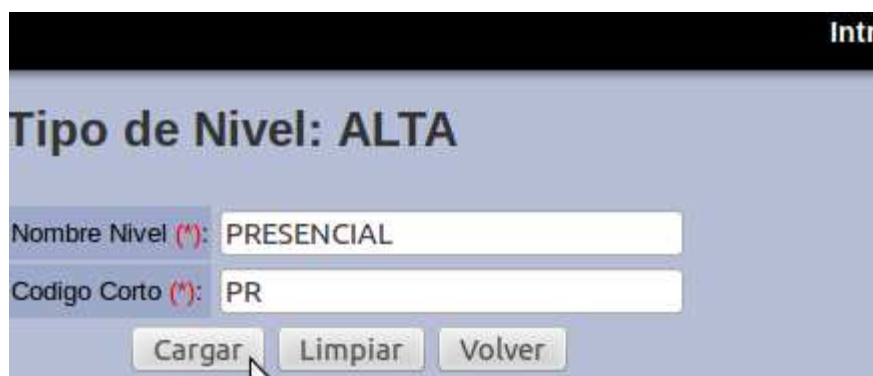 Tipo de Nivel: ALTA
Nombre Nivel (*): PRESENCIAL
Codigo Corto (*): PR
Cargar Limpiar Volver